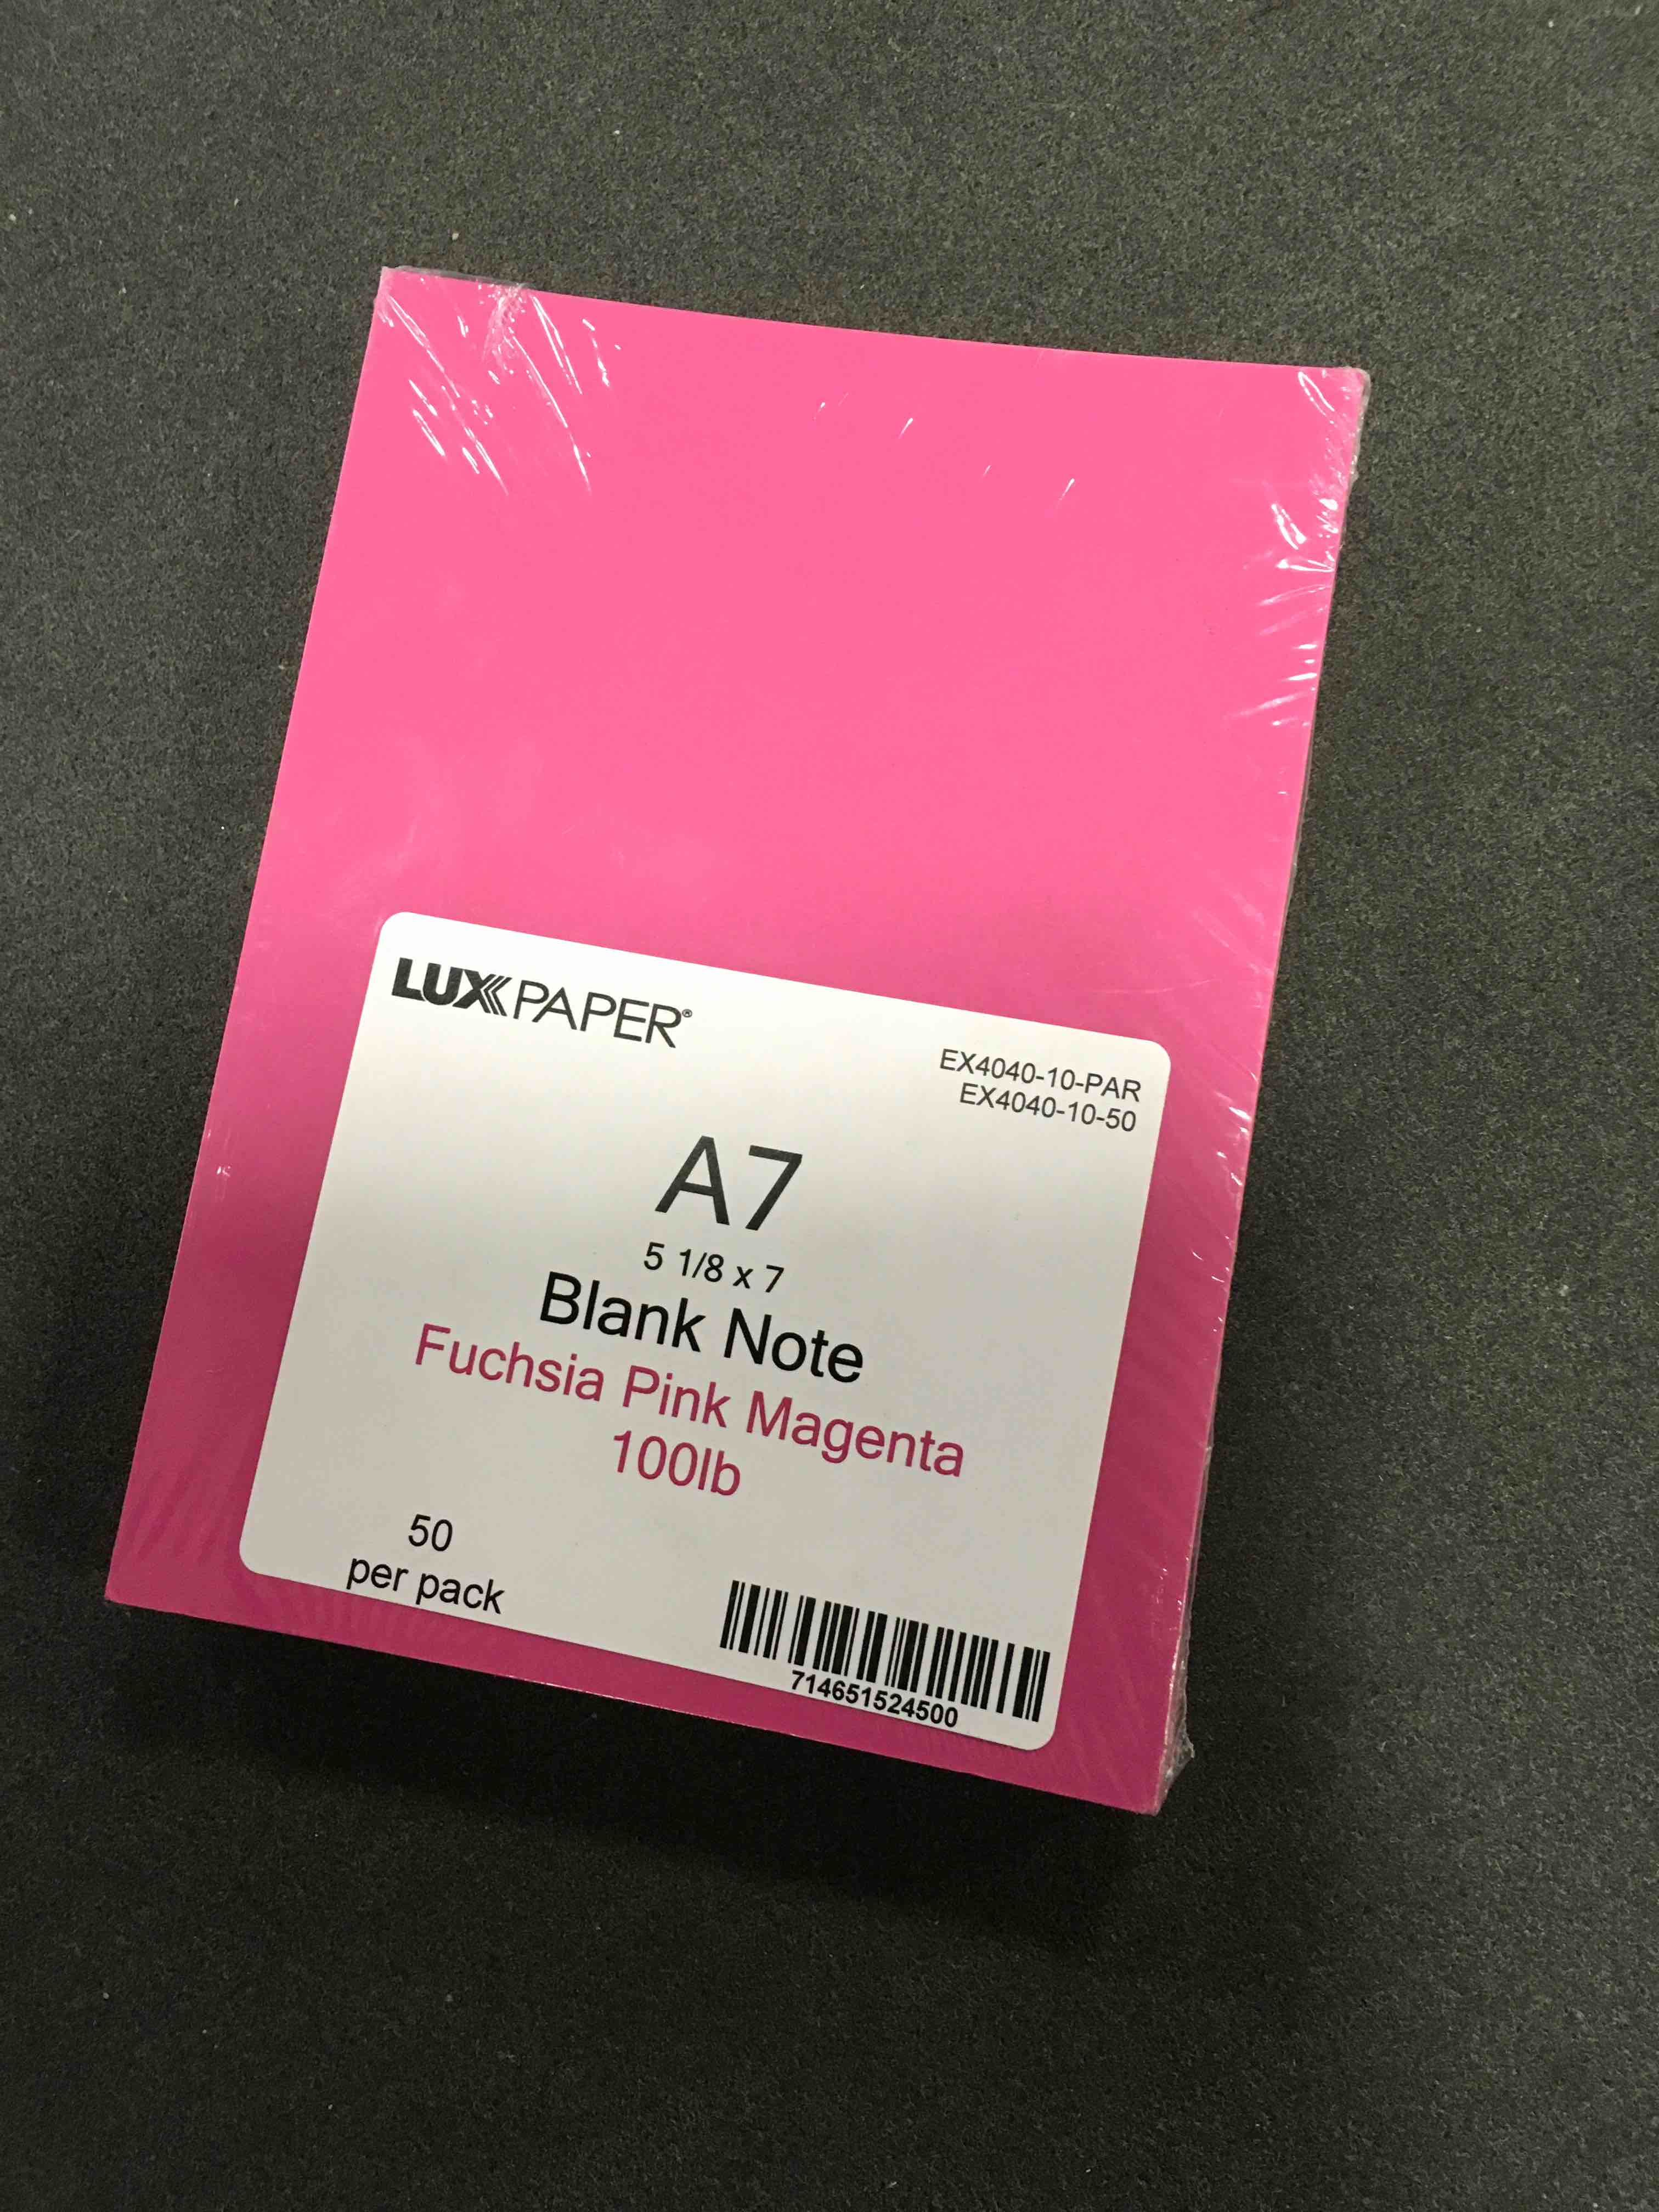 LUXPAPER®
EX4040-10-PAR
EX4040-10-50
A7
5 1/8 x 7
Blank Note
Fuchsia Pink Magenta
100lb
50
per pack
714651524500